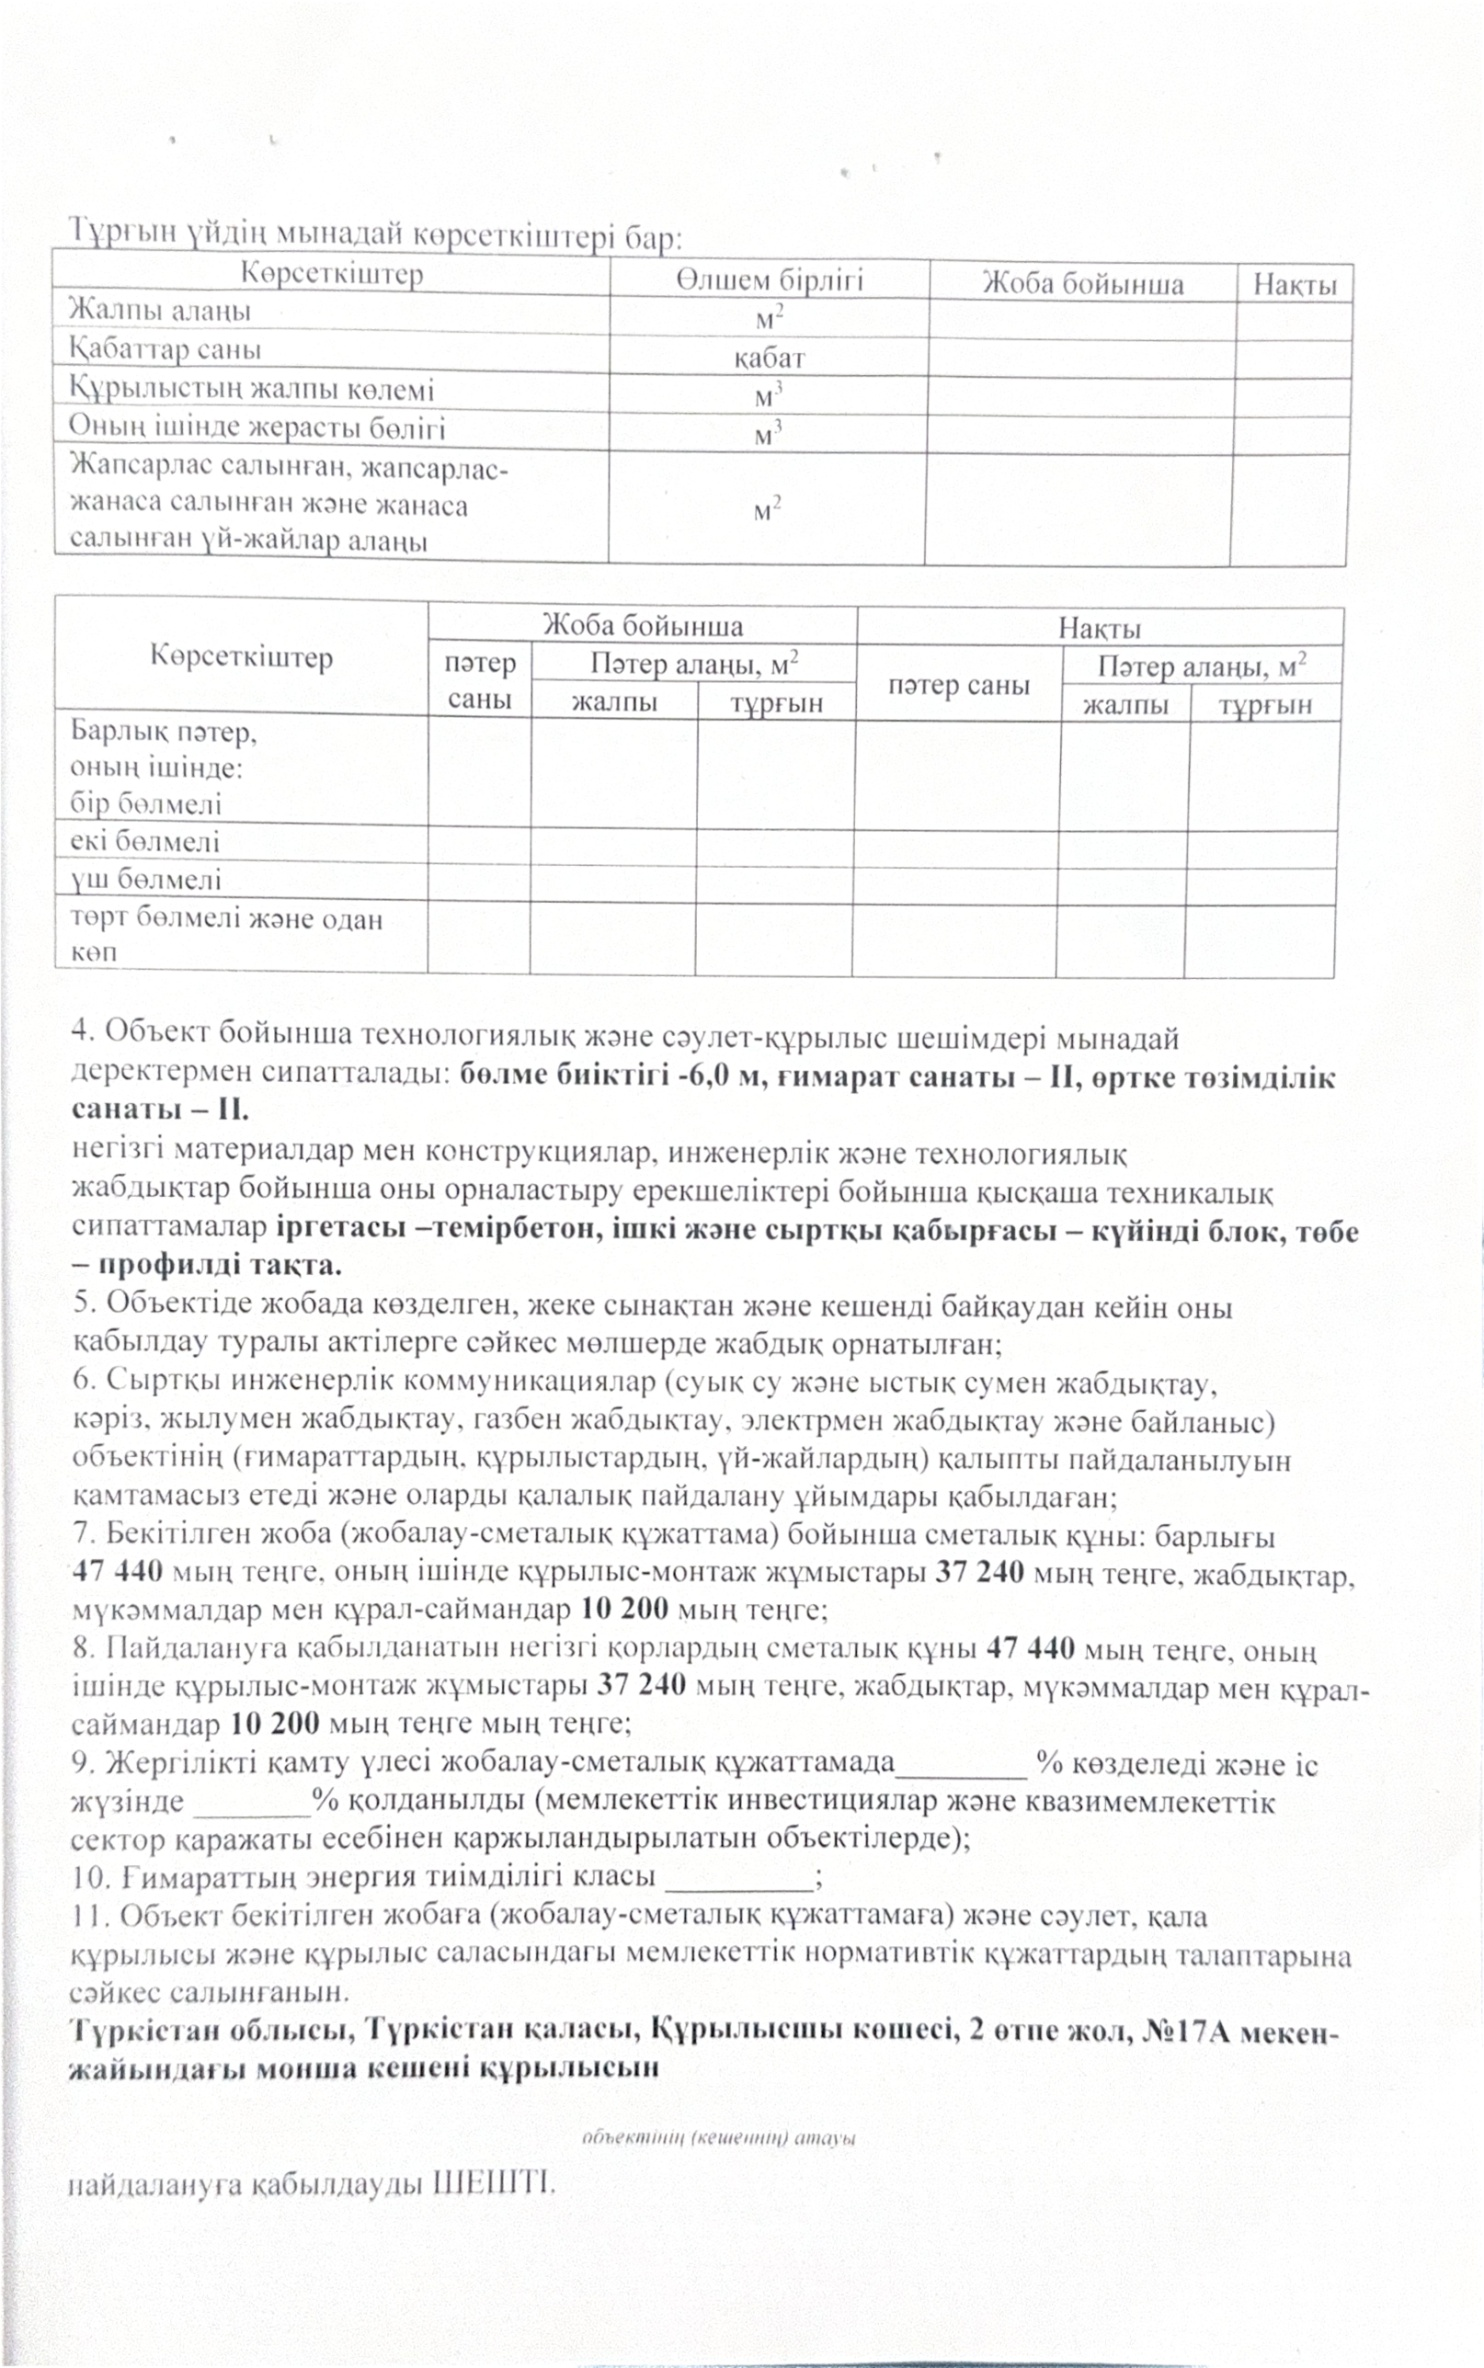 Тұрғын үйдің мынадай көрсеткіштері бар:
Көрсеткіштер Өлшем бірлігі Жоба бойынша Нақты
Жалпы алаңы м²
Қабаттар саны қабат
Құрылыстың жалпы көлемі м³
Оның ішінде жерасты бөлігі м³
Жапсарлас салынған, жапсарлас-
жанаса салынған және жанаса
салынған үй-жайлар алаңы
м²
Көрсеткіштер
Жоба бойынша Нақты
пәтер саны
Пәтер алаңы, м²
жалпы тұрғын
пәтер саны
Пәтер алаңы, м²
жалпы тұрғын
Барлық пәтер,
оның ішінде:
бір бөлмелі
екі бөлмелі
үш бөлмелі
төрт бөлмелі және одан
көп
4. Объект бойынша технологиялық және сәулет-құрылыс шешімдері мынадай
деректермен сипатталады: бөлме биіктігі -6,0 м, ғимарат санаты – II, өртке төзімділік
санаты – II.
негізгі материалдар мен конструкциялар, инженерлік және технологиялық
жабдықтар бойынша оны орналастыру ерекшеліктері бойынша қысқаша техникалық
сипаттамалар іргетасы –темірбетон, ішкі және сыртқы қабырғасы – күйінді блок, төбе
– профилді тақта.
5. Объектіде жобада көзделген, жеке сынақтан және кешенді байқаудан кейін оны
қабылдау туралы актілерге сәйкес мөлшерде жабдық орнатылған;
6. Сыртқы инженерлік коммуникациялар (суық су және ыстық сумен жабдықтау,
кәріз, жылумен жабдықтау, газбен жабдықтау, электрмен жабдықтау және байланыс)
объектінің (ғимараттардың, құрылыстардың, үй-жайлардың) қалыпты пайдаланылуын
қамтамасыз етеді және оларды қалалық пайдалану ұйымдары қабылдаған;
7. Бекітілген жоба (жобалау-сметалық құжаттама) бойынша сметалық құны: барлығы
47 440 мың теңге, оның ішінде құрылыс-монтаж жұмыстары 37 240 мың теңге, жабдықтар,
мүкәммалдар мен құрал-саймандар 10 200 мың теңге;
8. Пайдалануға қабылданатын негізгі қорлардың сметалық құны 47 440 мың теңге, оның
ішінде құрылыс-монтаж жұмыстары 37 240 мың теңге, жабдықтар, мүкәммалдар мен құрал-
саймандар 10 200 мың теңге мың теңге;
9. Жергілікті қамту үлесі жобалау-сметалық құжаттамада_________ % көзделеді және іс
жүзінде ________% қолданылды (мемлекеттік инвестициялар және квазимемлекеттік
сектор қаражаты есебінен қаржыландырылатын объектілерде);
10. Ғимараттың энергия тиімділігі класы __________;
11. Объект бекітілген жобаға (жобалау-сметалық құжаттамаға) және сәулет, қала
құрылысы және құрылыс саласындағы мемлекеттік нормативтік құжаттардың талаптарына
сәйкес салынғанын.
Түркістан облысы, Түркістан қаласы, Құрылысшы көшесі, 2 өтпе жол, №17А мекен-
жайындағы монша кешені құрылысын
объектінің (кешеннің) атауы
пайдалануға қабылдауды ШЕШТІ.